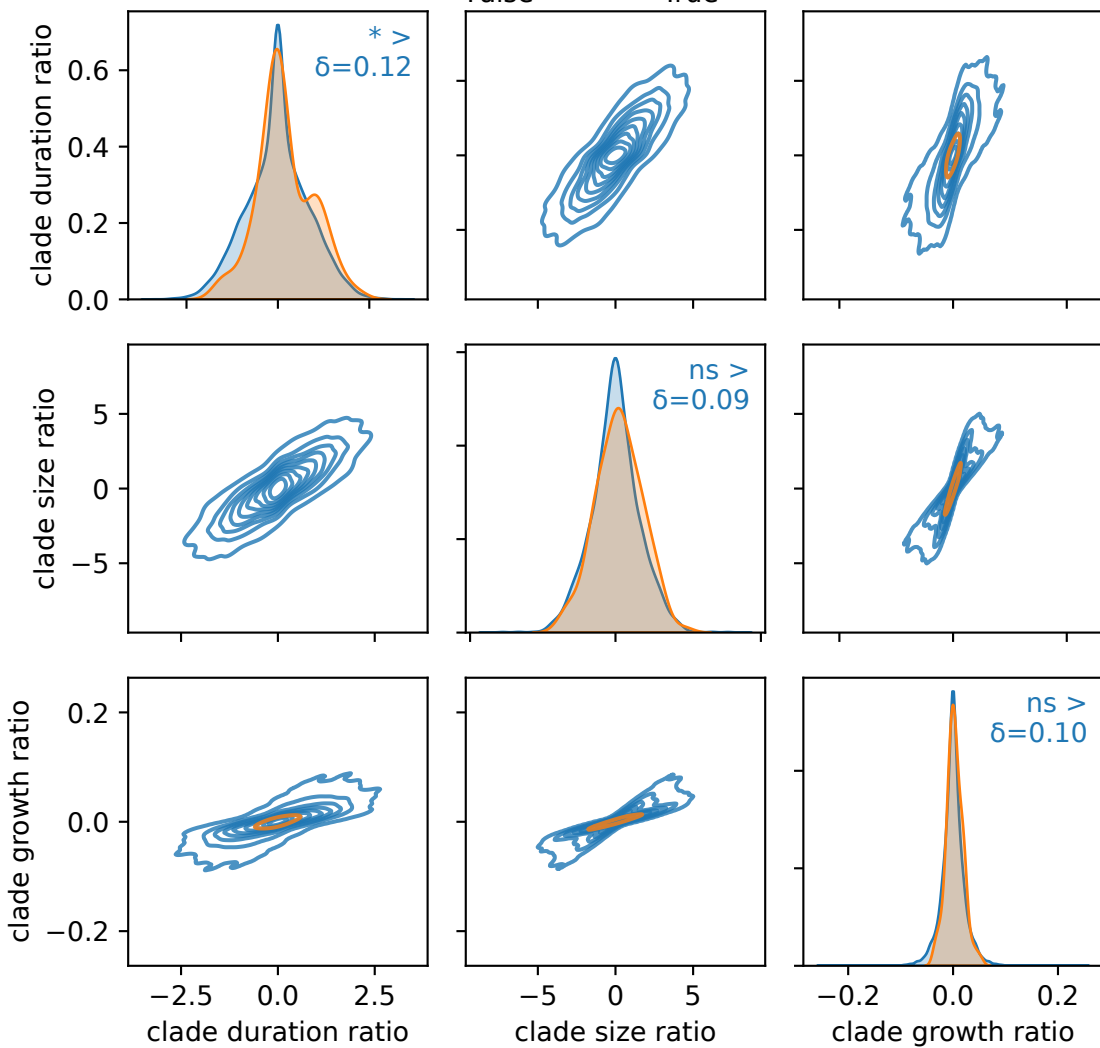 clade duration ratio
0.6
0.4
0.2
0.0
* >
δ=0.12
clade size ratio
5
0
−5
ns >
δ=0.09
clade growth ratio
0.2
0.0
−0.2
ns >
δ=0.10
−2.5 0.0 2.5
−5 0 5
−0.2 0.0 0.2
clade duration ratio
clade size ratio
clade growth ratio